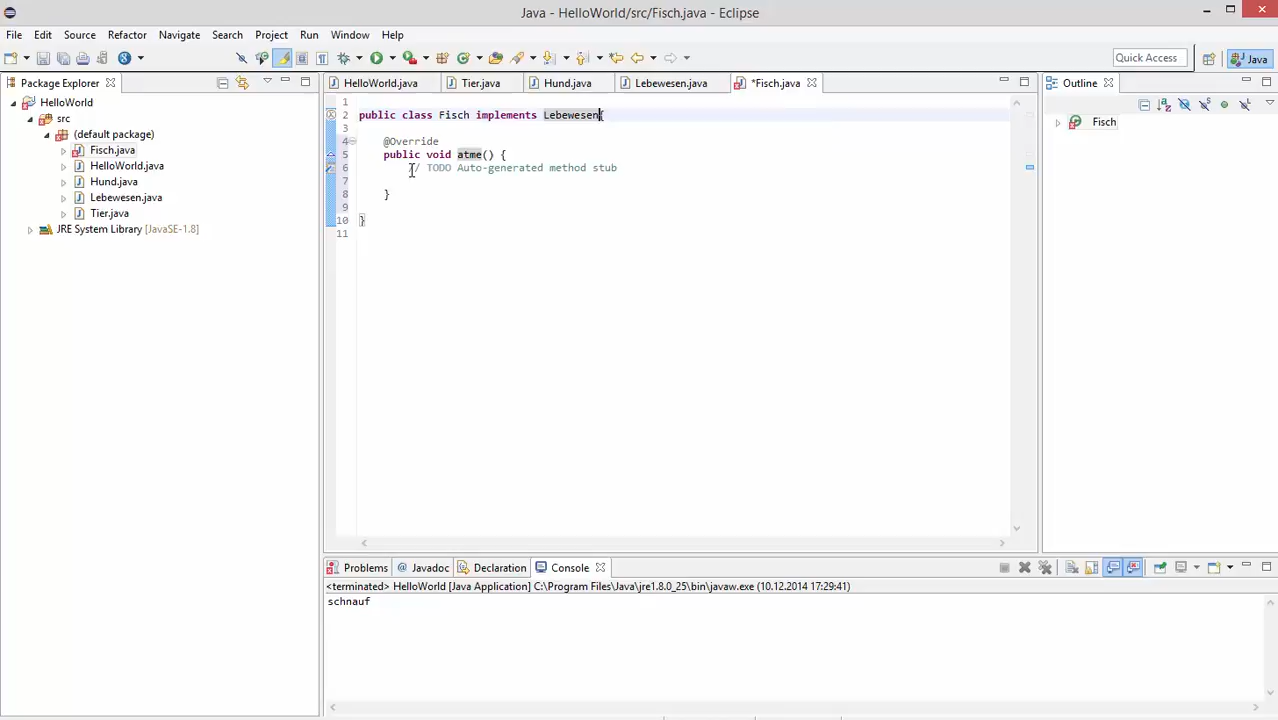 Java - HelloWorld/src/Fisch.java - Eclipse
File Edit Source Refactor Navigate Search Project Run Window Help
Quick Access Java
Package Explorer HelloWorld.java Tier.java Hund.java Lebewesen.java *Fisch.java Outline
HelloWorld
src
(default package)
Fisch.java
HelloWorld.java
Hund.java
Lebewesen.java
Tier.java
JRE System Library [JavaSE-1.8]
1
2 public class Fisch implements Lebewesen{
3
4 @Override
5 public void atme() {
6 // TODO Auto-generated method stub
7
8 }
9
10 }
11
Fisch
Problems @ Javadoc Declaration Console
<terminated> HelloWorld [Java Application] C:\Program Files\Java\jre1.8.0_25\bin\javaw.exe (10.12.2014 17:29:41)
schnauf